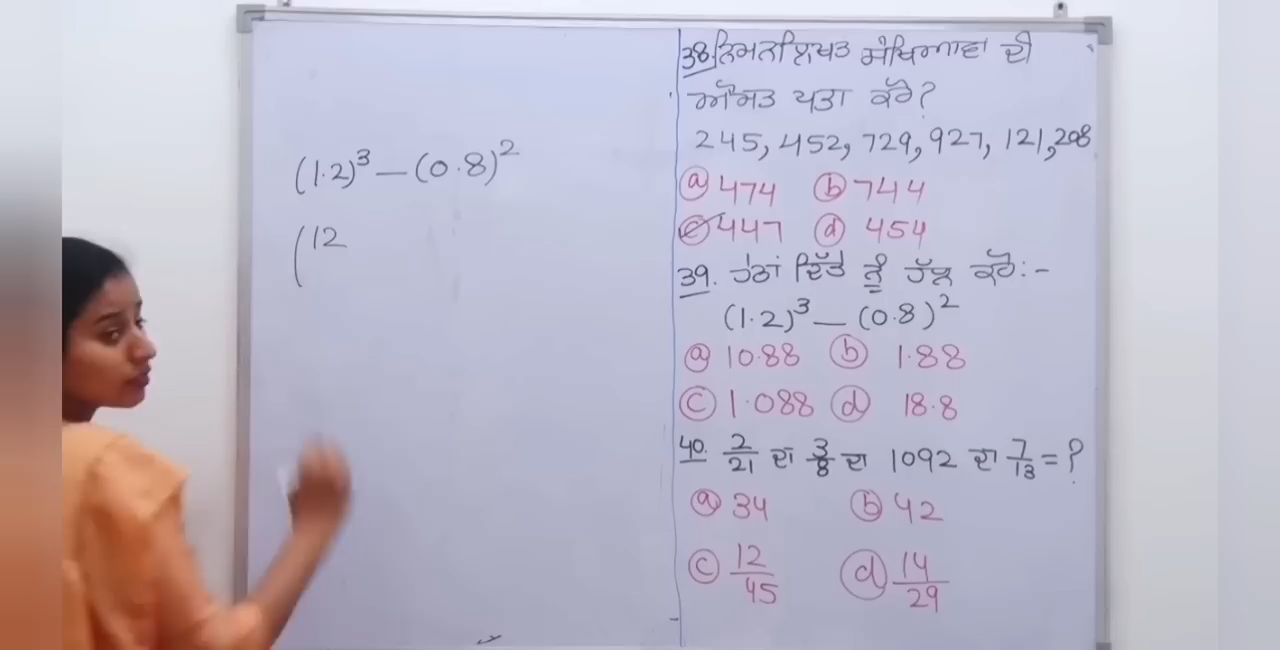 (1.2)³ — (0.8)²
(12
38. ਨਿਮਨਲਿਖਤ ਸੰਖਿਆਵਾਂ ਦੀ
ਔਸਤ ਪਤਾ ਕਰੋ?
245, 452, 729, 927, 121, 208
(a) 474 (b) 744
(c) 447 (d) 454
39. ਹੇਠਾਂ ਦਿੱਤੇ ਨੂੰ ਹੱਲ ਕਰੋ:-
(1.2)³ — (0.8)²
(a) 10.88 (b) 1.88
(c) 1.088 (d) 18.8
40. 2/21 ਦਾ 3/8 ਦਾ 1092 ਦਾ 7/13 = ?
(a) 34 (b) 42
(c) 12/45 (d) 14/29